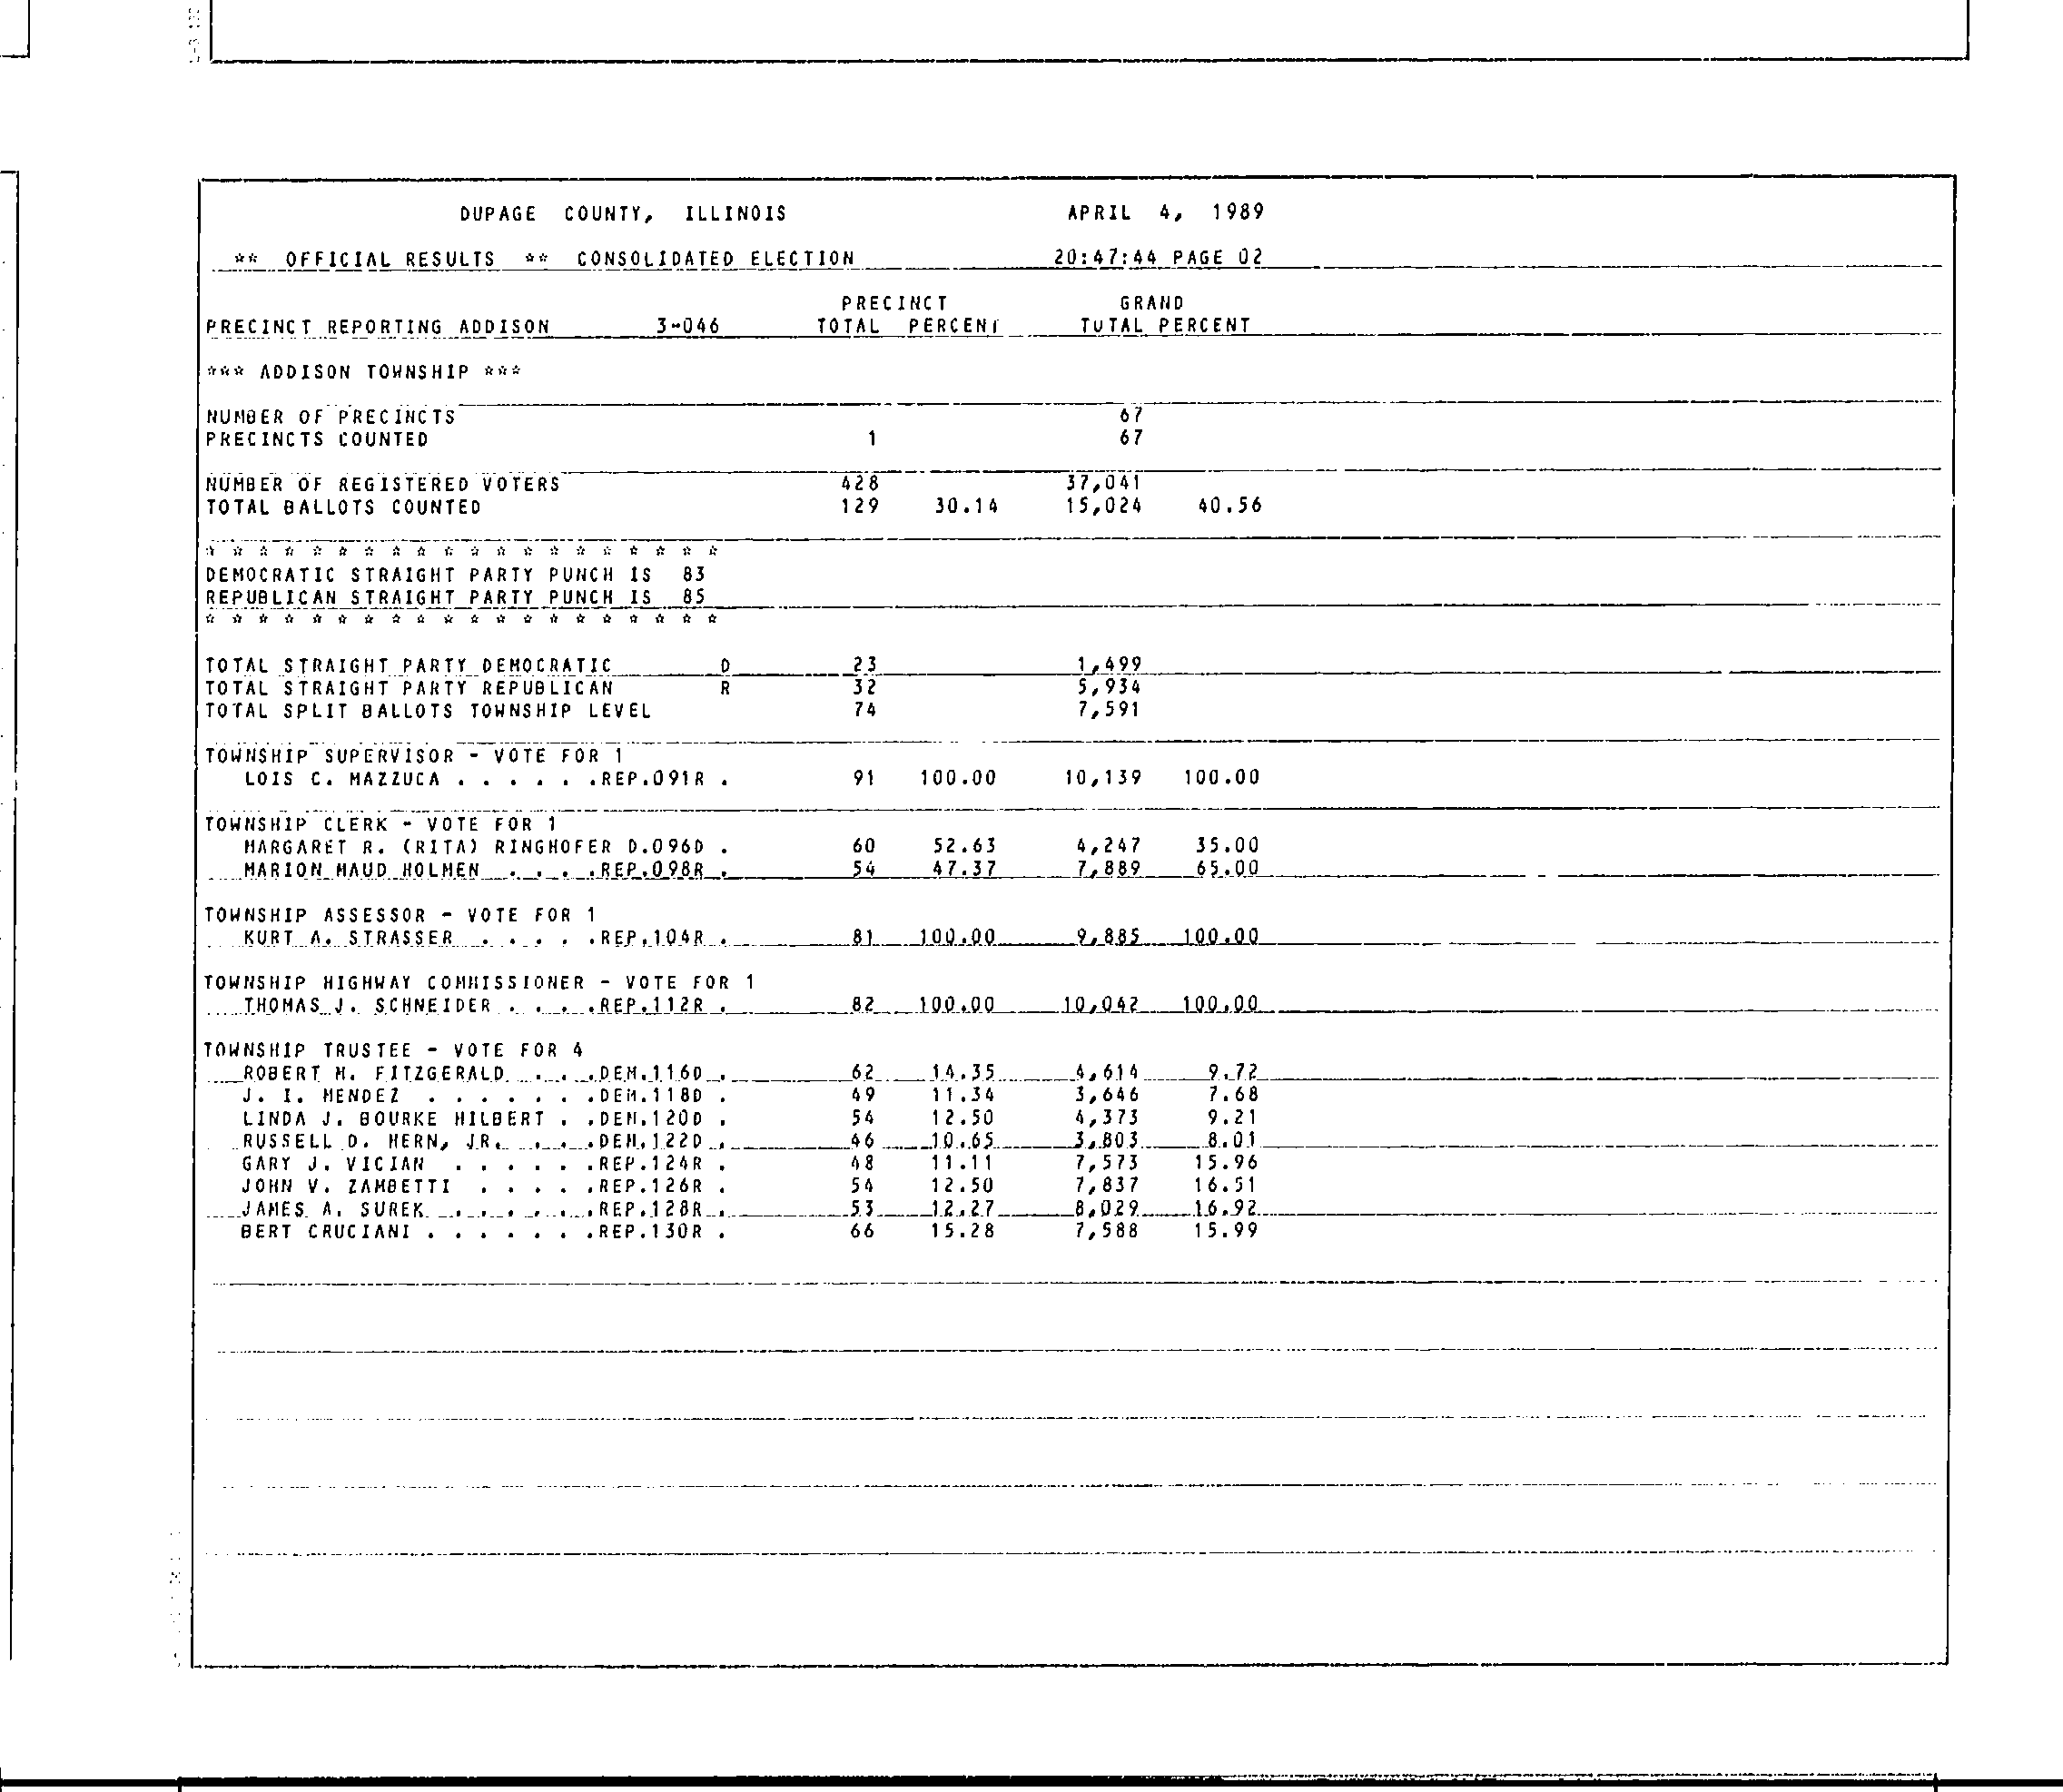 DUPAGE COUNTY, ILLINOIS APRIL 4, 1989
** OFFICIAL RESULTS ** CONSOLIDATED ELECTION 20:47:44 PAGE 02
PRECINCT GRAND
PRECINCT REPORTING ADDISON 3-046 TOTAL PERCENT TOTAL PERCENT
*** ADDISON TOWNSHIP ***
NUMBER OF PRECINCTS 67
PRECINCTS COUNTED 1 67
NUMBER OF REGISTERED VOTERS 428 37,041
TOTAL BALLOTS COUNTED 129 30.14 15,024 40.56
* * * * * * * * * * * * * * * * * * * *
DEMOCRATIC STRAIGHT PARTY PUNCH IS 83
REPUBLICAN STRAIGHT PARTY PUNCH IS 85
* * * * * * * * * * * * * * * * * * * *
TOTAL STRAIGHT PARTY DEMOCRATIC D 23 1,499
TOTAL STRAIGHT PARTY REPUBLICAN R 32 5,934
TOTAL SPLIT BALLOTS TOWNSHIP LEVEL 74 7,591
TOWNSHIP SUPERVISOR - VOTE FOR 1
LOIS C. MAZZUCA . . . . . .REP.091R . 91 100.00 10,139 100.00
TOWNSHIP CLERK - VOTE FOR 1
MARGARET R. (RITA) RINGHOFER D.096D . 60 52.63 4,247 35.00
MARION MAUD HOLMEN . . . .REP.098R . 54 47.37 7,889 65.00
TOWNSHIP ASSESSOR - VOTE FOR 1
KURT A. STRASSER . . . . .REP.104R . 81 100.00 9,885 100.00
TOWNSHIP HIGHWAY COMMISSIONER - VOTE FOR 1
THOMAS J. SCHNEIDER . . . .REP.112R . 82 100.00 10,042 100.00
TOWNSHIP TRUSTEE - VOTE FOR 4
ROBERT M. FITZGERALD . . .DEM.116D . 62 14.35 4,614 9.72
J. I. MENDEZ . . . . . . .DEM.118D . 49 11.34 3,646 7.68
LINDA J. BOURKE HILBERT . .DEM.120D . 54 12.50 4,373 9.21
RUSSELL D. HERN, JR. . . .DEM.122D . 46 10.65 3,803 8.01
GARY J. VICIAN . . . . . .REP.124R . 48 11.11 7,573 15.96
JOHN V. ZAMBETTI . . . . .REP.126R . 54 12.50 7,837 16.51
JAMES A. SUREK . . . . . .REP.128R . 53 12.27 8,029 16.92
BERT CRUCIANI . . . . . . .REP.130R . 66 15.28 7,588 15.99